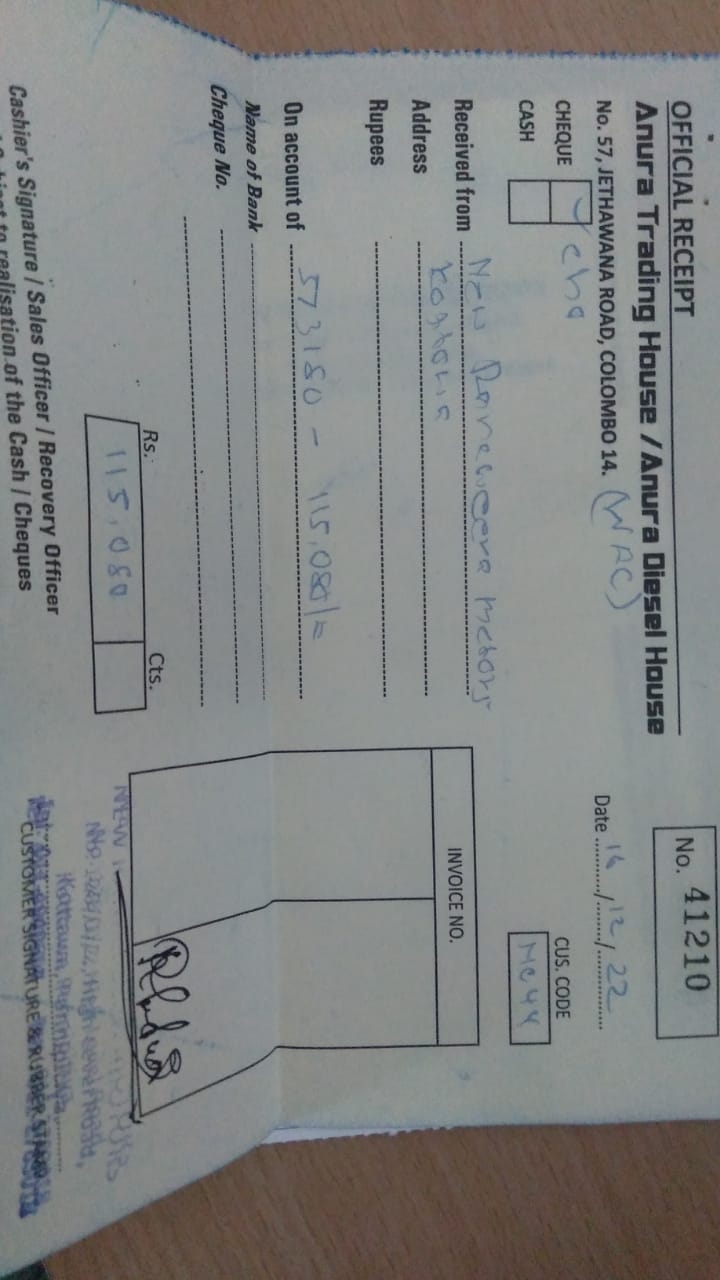 OFFICIAL RECEIPT
No. 41210
Anura Trading House / Anura Diesel House
No. 57, JETHAWANA ROAD, COLOMBO 14. (WAC)
Date 16/12/22
CHEQUE
CASH
CUS. CODE
Received from New Ranaweera Motors
Address
Rupees
On account of 573180 - 115,080/=
Name of Bank
Cheque No.
INVOICE NO.
Rs. Cts.
115,080
Cashier's Signature / Sales Officer / Recovery Officer
to realisation of the Cash / Cheques
CUSTOMER SIGNATURE & RUBBER STAMP